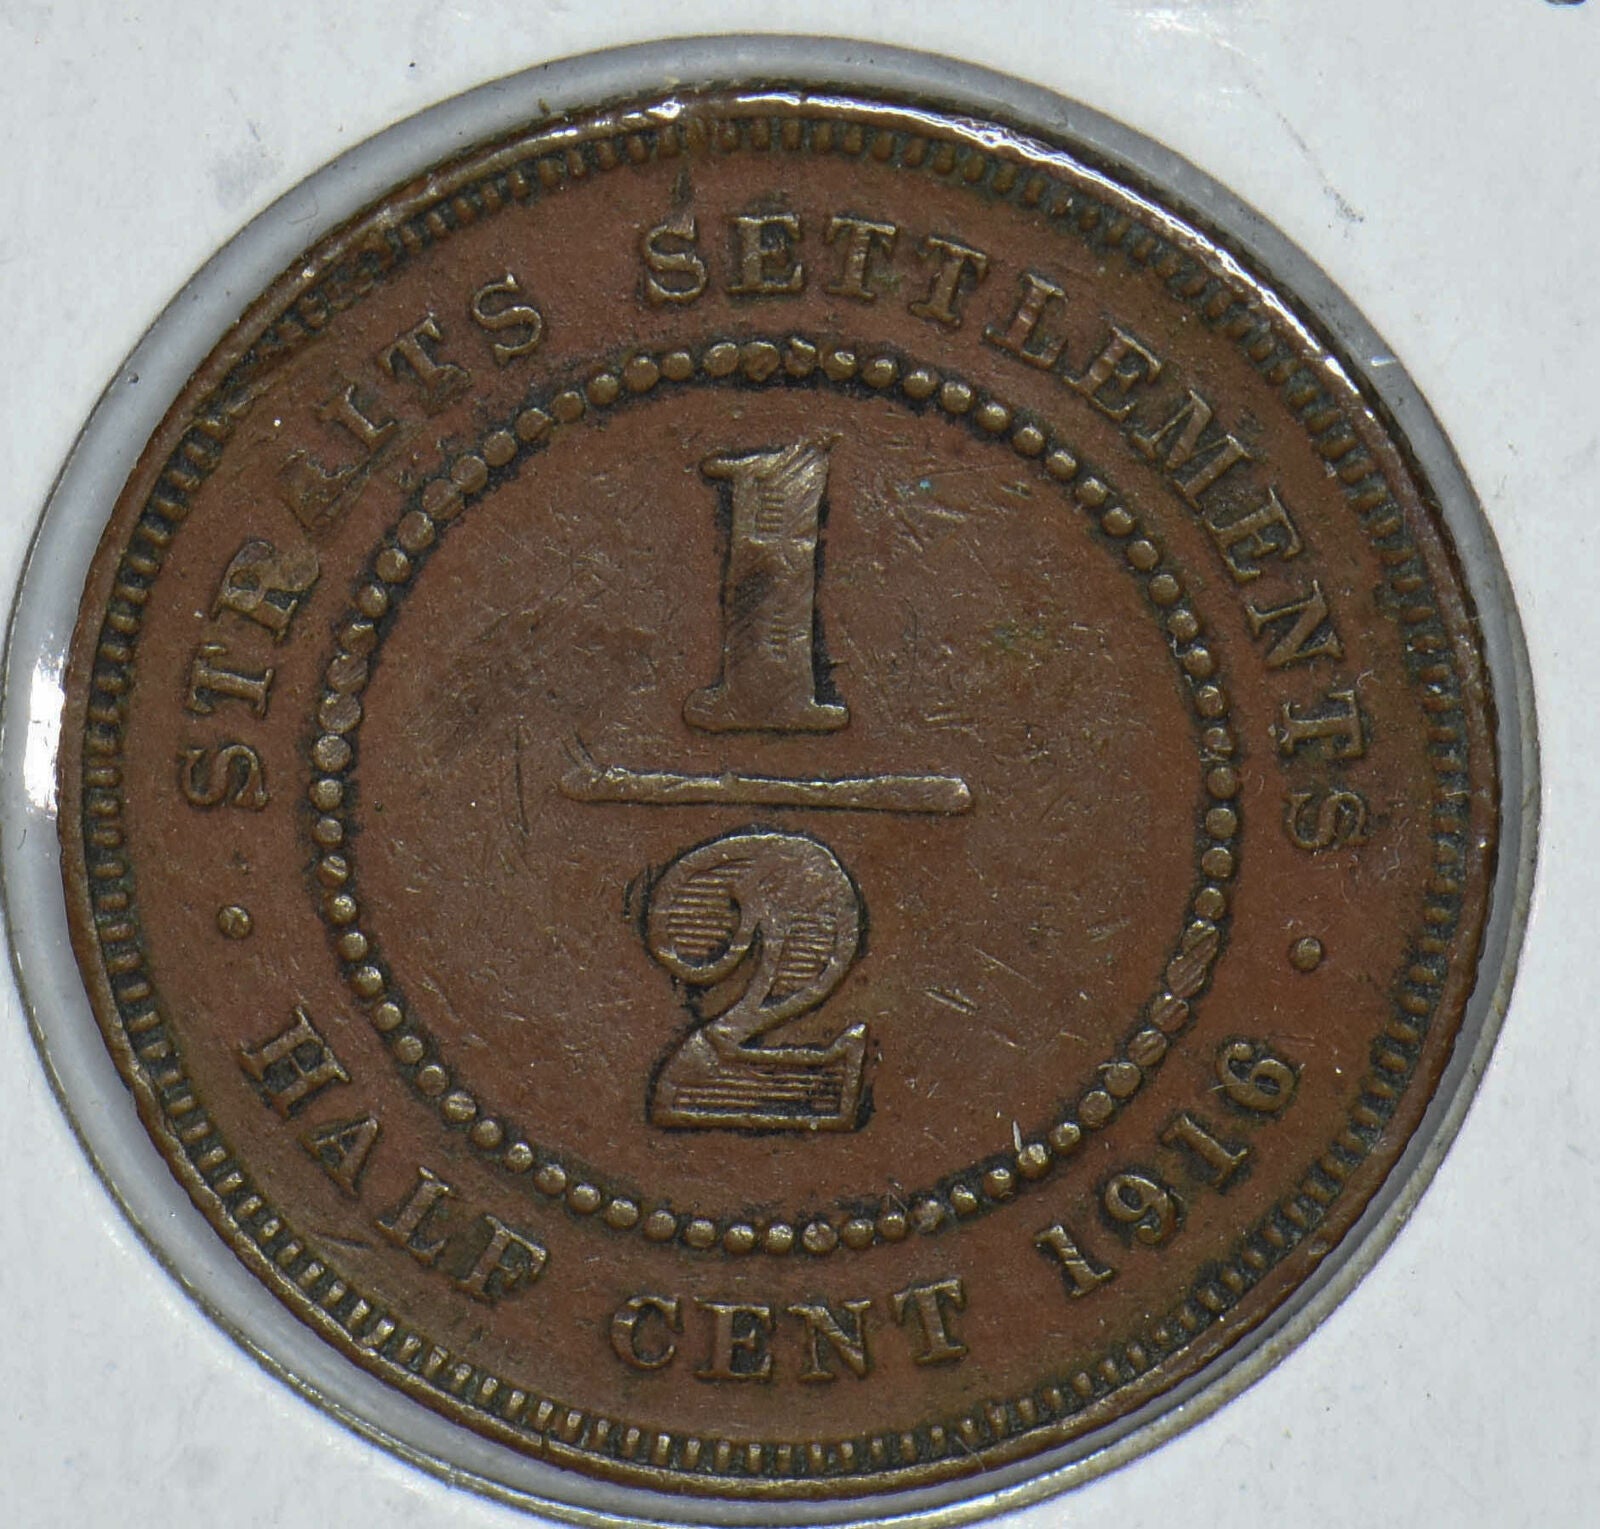 STRAITS SETTLEMENTS
1
2
HALF CENT 1916